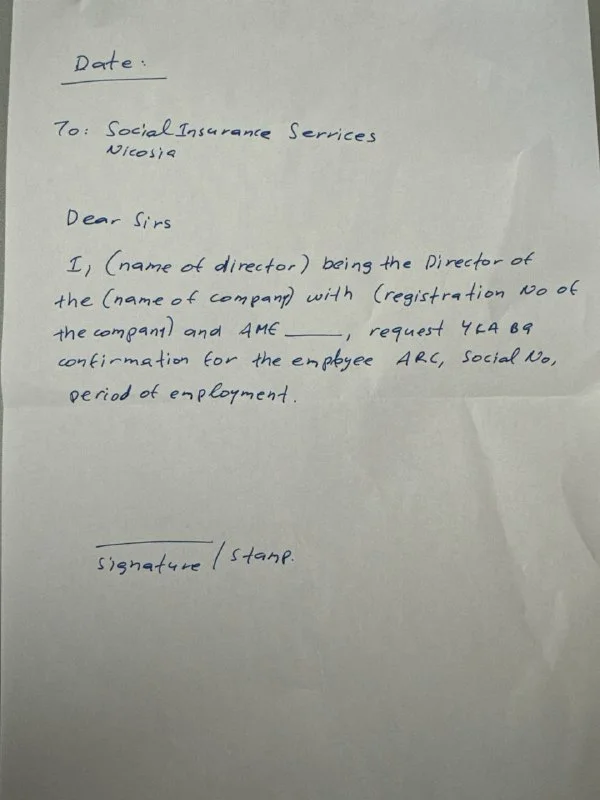 Date:
To: Social Insurance Services
Nicosia
Dear Sirs
I, (name of director) being the Director of
the (name of company) with (registration No of
the company) and AME _____, request YKA B9
confirmation for the employee ARC, Social No,
period of employment.
signature / Stamp.